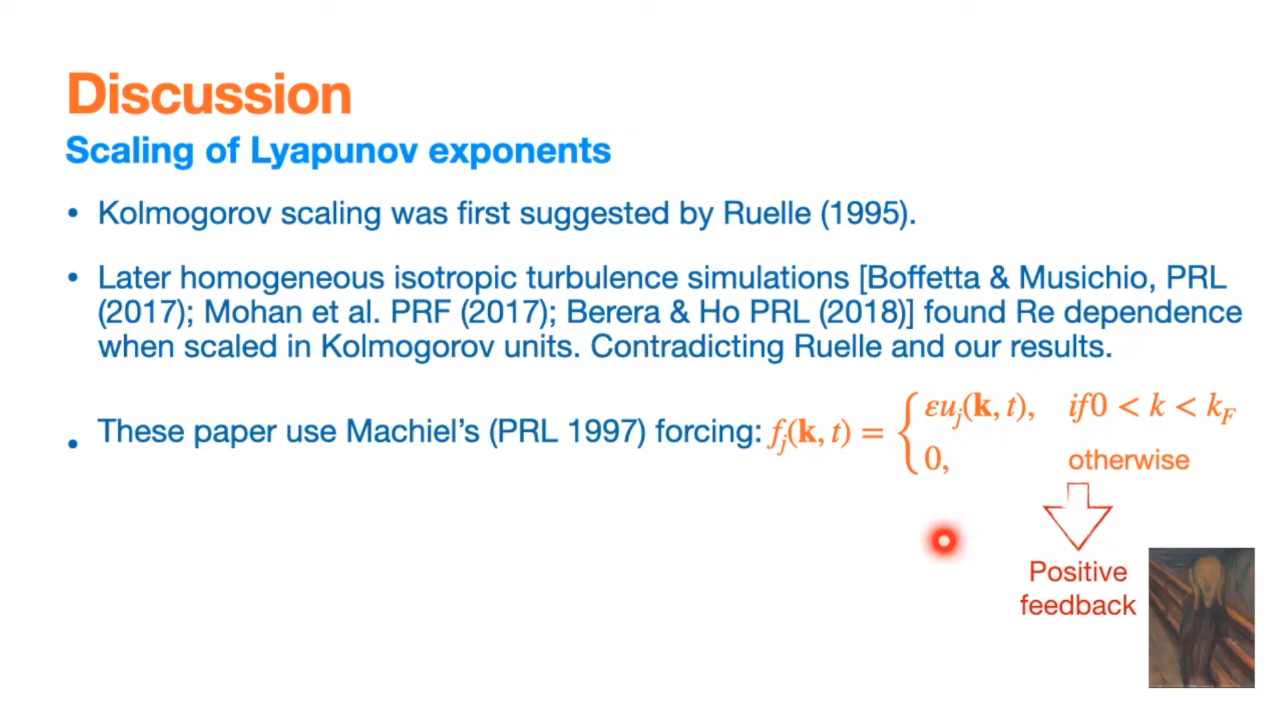 Discussion
Scaling of Lyapunov exponents
• Kolmogorov scaling was first suggested by Ruelle (1995).
• Later homogeneous isotropic turbulence simulations [Boffetta & Musichio, PRL
(2017); Mohan et al. PRF (2017); Berera & Ho PRL (2018)] found Re dependence
when scaled in Kolmogorov units. Contradicting Ruelle and our results.
• These paper use Machiel’s (PRL 1997) forcing: fⱼ(𝐤, t) = { εuⱼ(𝐤, t), if0 < k < k_F
0, otherwise
Positive
feedback